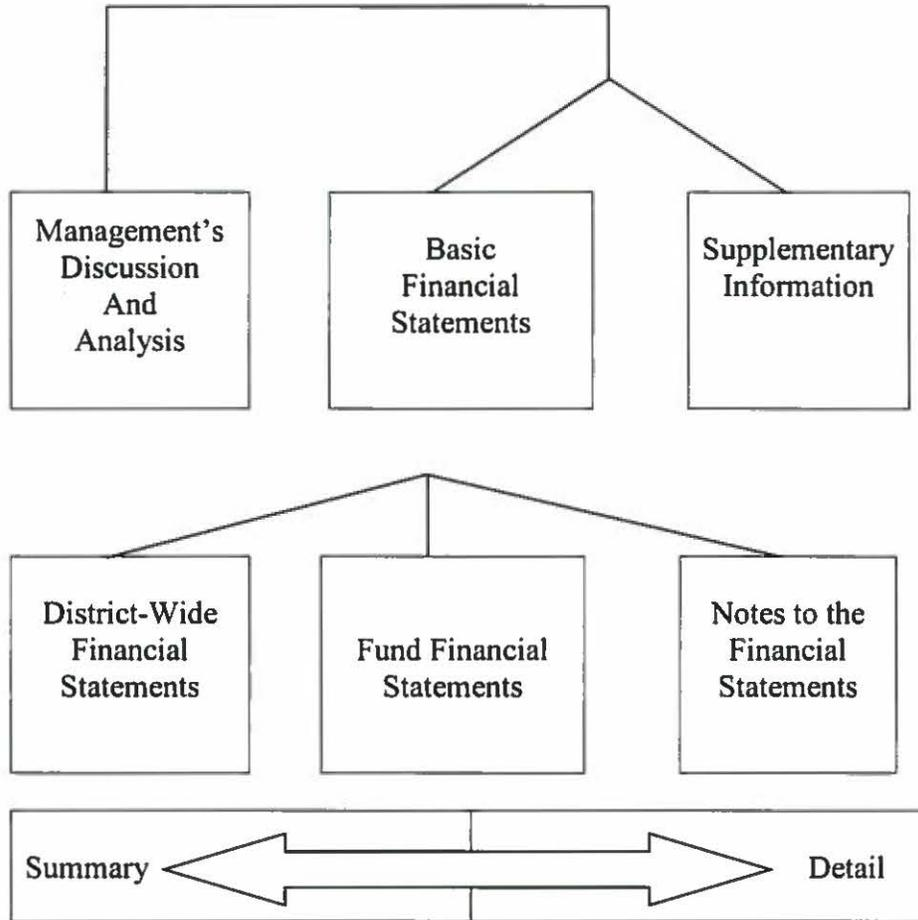 Management's
Discussion
And
Analysis
Basic
Financial
Statements
Supplementary
Information
District-Wide
Financial
Statements
Fund Financial
Statements
Notes to the
Financial
Statements
Summary
Detail